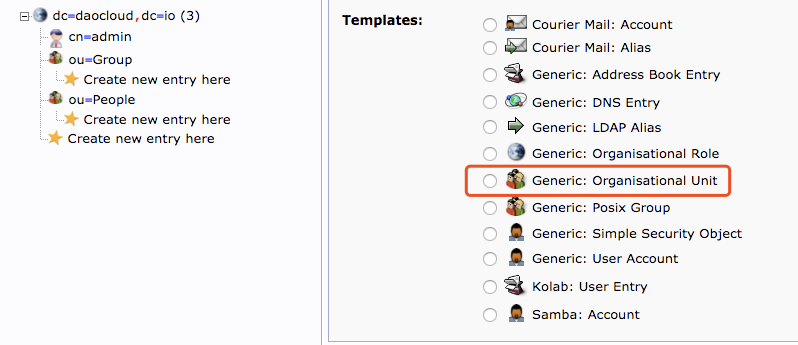 dc=daocloud,dc=io (3)
cn=admin
ou=Group
Create new entry here
ou=People
Create new entry here
Create new entry here
Templates:
Courier Mail: Account
Courier Mail: Alias
Generic: Address Book Entry
Generic: DNS Entry
Generic: LDAP Alias
Generic: Organisational Role
Generic: Organisational Unit
Generic: Posix Group
Generic: Simple Security Object
Generic: User Account
Kolab: User Entry
Samba: Account